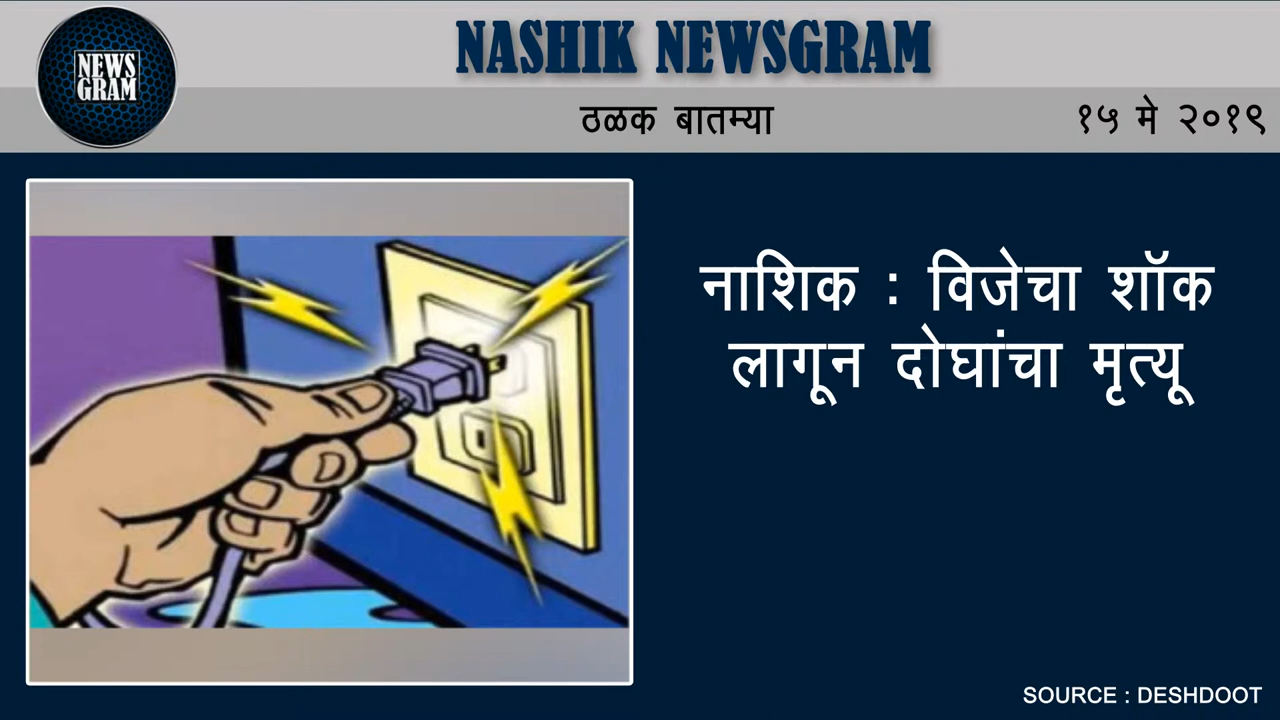 NEWS
GRAM
NASHIK NEWSGRAM
ठळक बातम्या
१५ मे २०१९
नाशिक : विजेचा शॉक
लागून दोघांचा मृत्यू
SOURCE : DESHDOOT